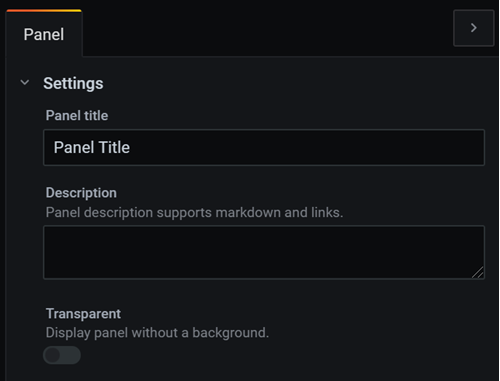 Panel
Settings
Panel title
Panel Title
Description
Panel description supports markdown and links.
Transparent
Display panel without a background.